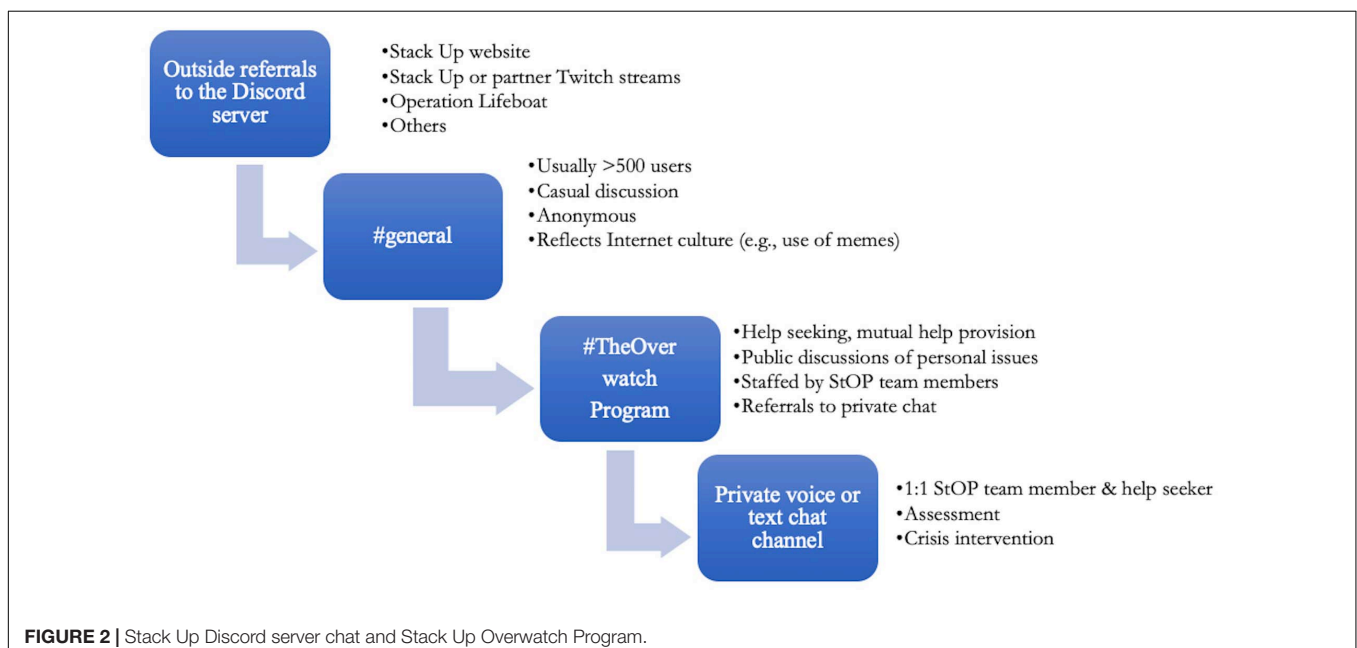 Outside referrals
to the Discord
server
•Stack Up website
•Stack Up or partner Twitch streams
•Operation Lifeboat
•Others
#general
•Usually >500 users
•Casual discussion
•Anonymous
•Reflects Internet culture (e.g., use of memes)
#TheOver
watch
Program
•Help seeking, mutual help provision
•Public discussions of personal issues
•Staffed by StOP team members
•Referrals to private chat
Private voice or
text chat
channel
•1:1 StOP team member & help seeker
•Assessment
•Crisis intervention
FIGURE 2 | Stack Up Discord server chat and Stack Up Overwatch Program.